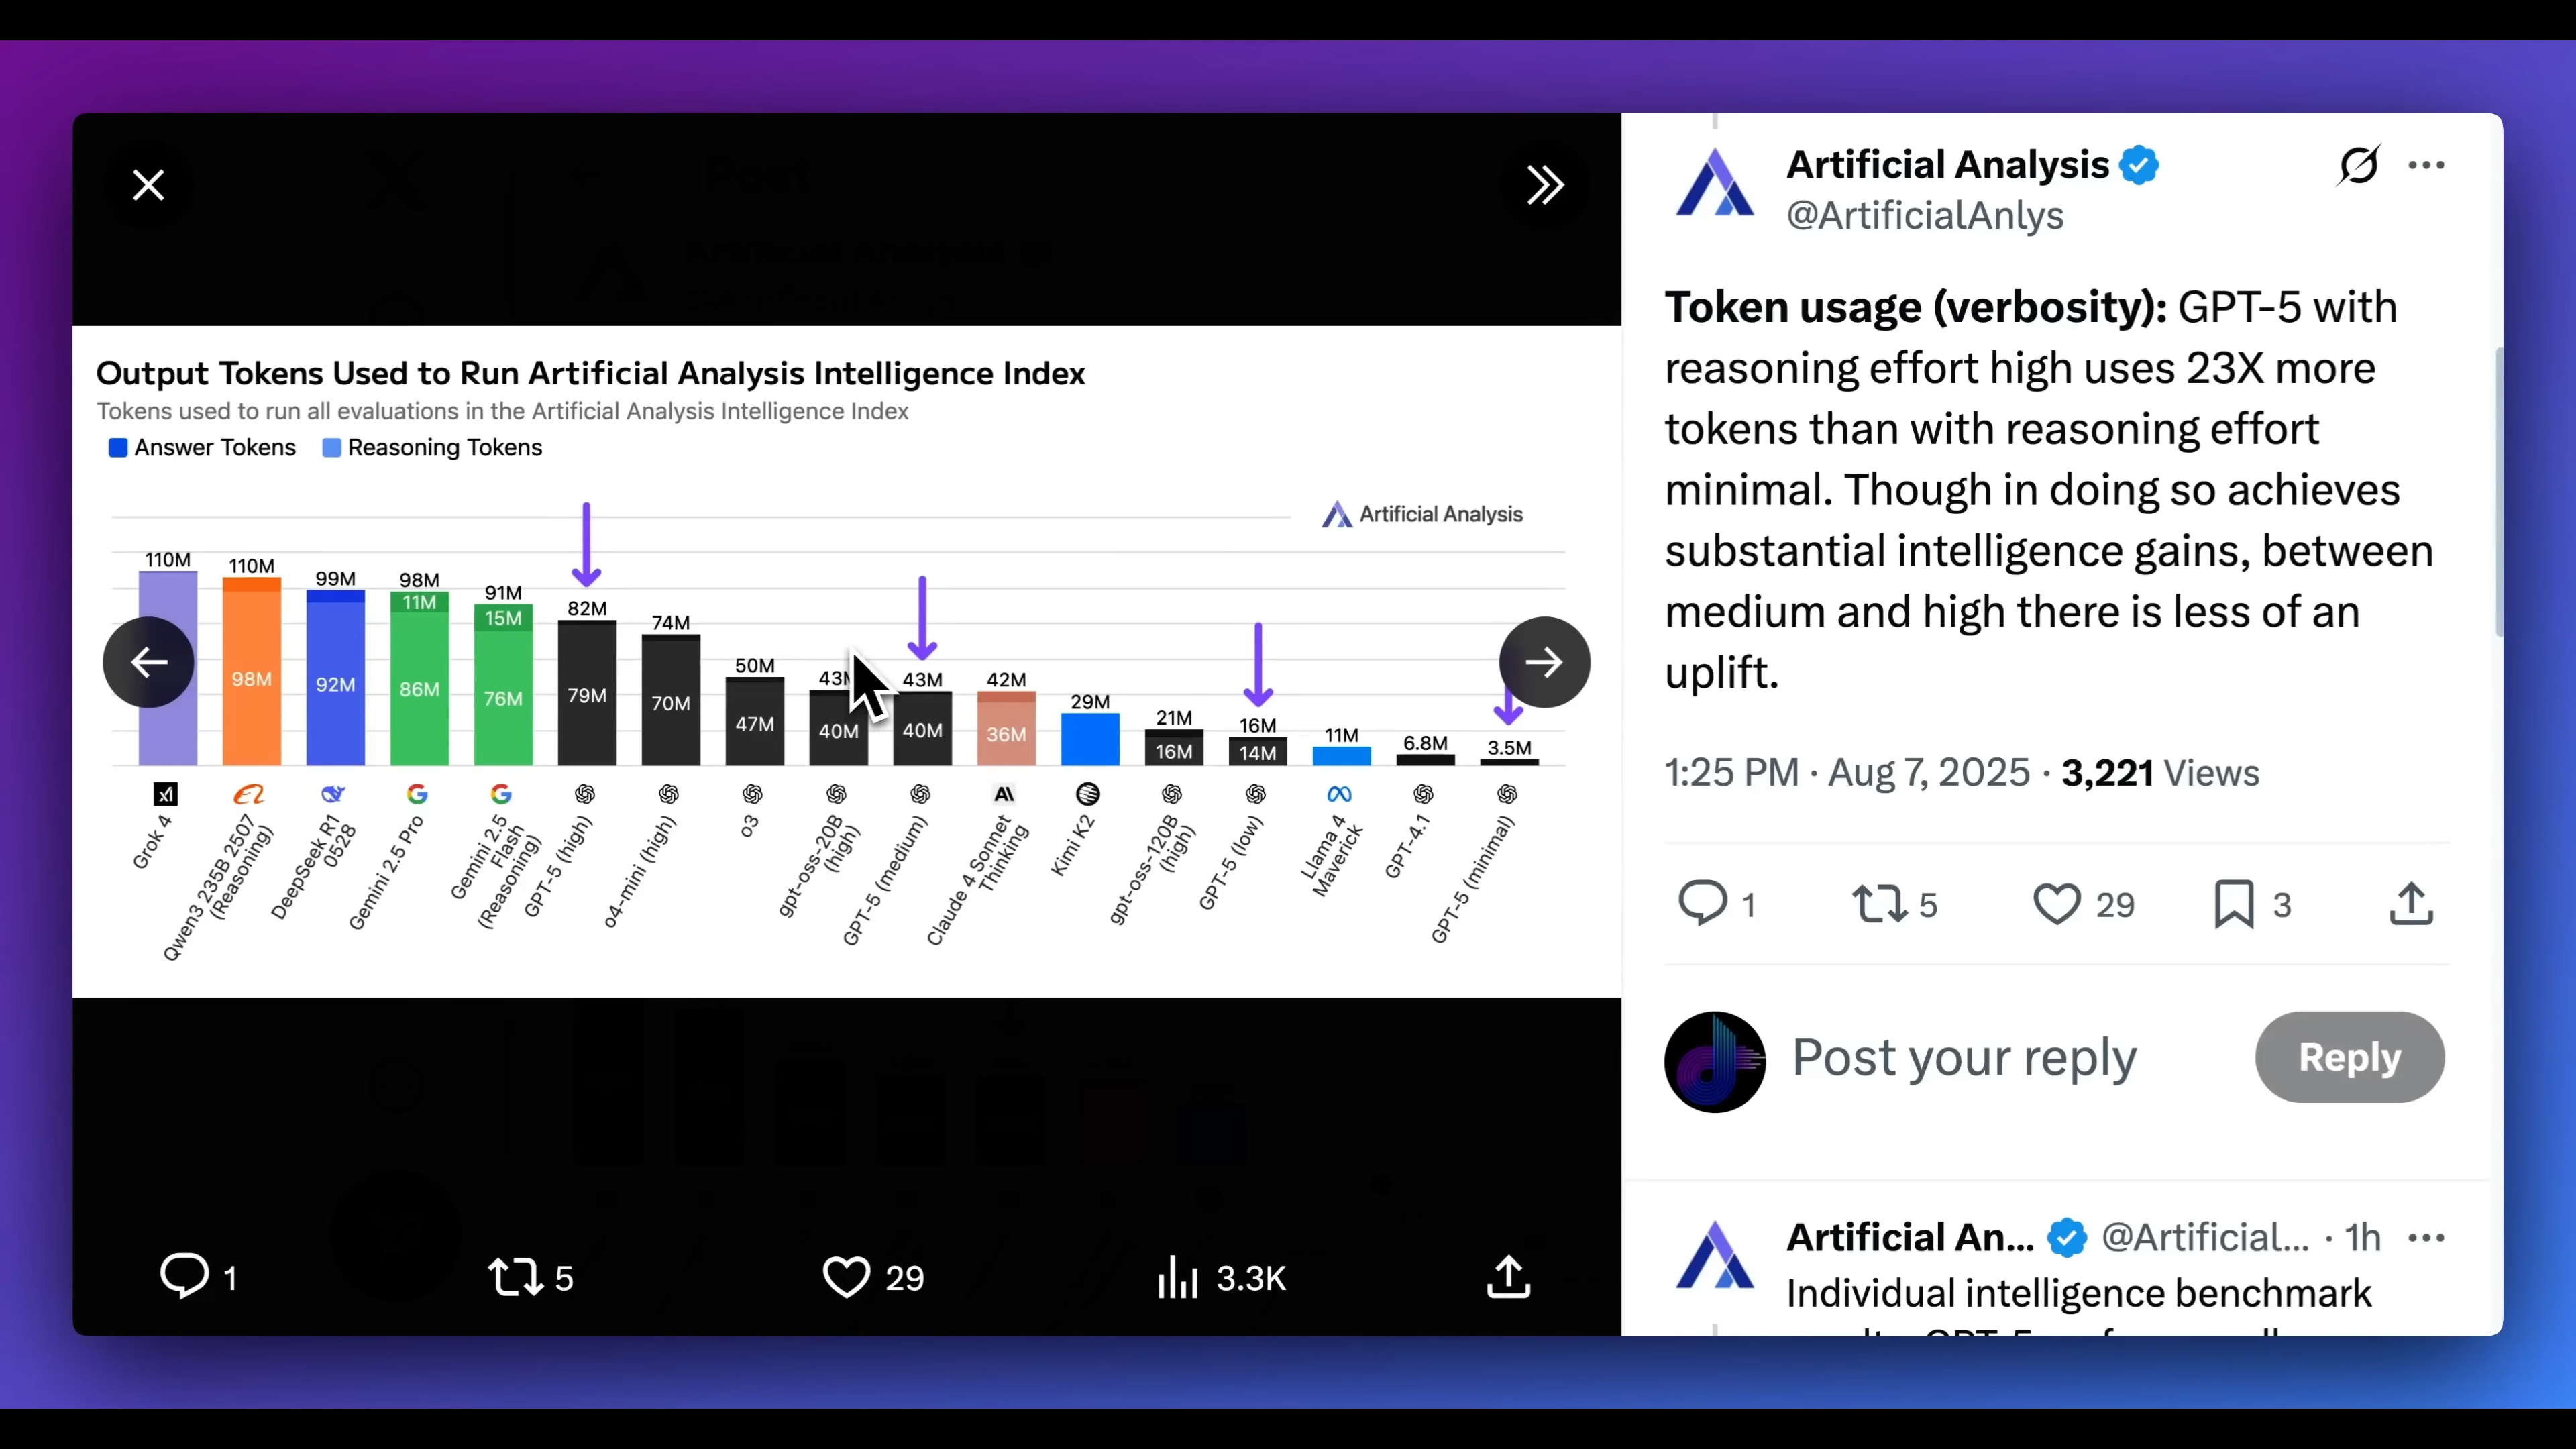 Output Tokens Used to Run Artificial Analysis Intelligence Index
Tokens used to run all evaluations in the Artificial Analysis Intelligence Index
Answer Tokens
Reasoning Tokens
Artificial Analysis
110M
110M
99M
98M
91M
82M
74M
50M
43M
42M
29M
21M
16M
11M
6.8M
3.5M
11M
15M
98M
92M
86M
76M
79M
70M
47M
40M
40M
36M
16M
14M
Grok 4
Qwen3 235B 2507
(Reasoning)
DeepSeek R1
0528
Gemini 2.5 Pro
Gemini 2.5
Flash
(Reasoning)
GPT-5 (high)
o4-mini (high)
o3
gpt-oss-20B
(high)
GPT-5 (medium)
Claude 4 Sonnet
Thinking
Kimi K2
gpt-oss-120B
(high)
GPT-5 (low)
Llama 4
Maverick
GPT-4.1
GPT-5 (minimal)
1
5
29
3.3K
Artificial Analysis
@ArtificialAnlys
Token usage (verbosity): GPT-5 with
reasoning effort high uses 23X more
tokens than with reasoning effort
minimal. Though in doing so achieves
substantial intelligence gains, between
medium and high there is less of an
uplift.
1:25 PM · Aug 7, 2025 · 3,221 Views
1
5
29
3
Post your reply
Reply
Artificial An... @Artificial... · 1h
Individual intelligence benchmark